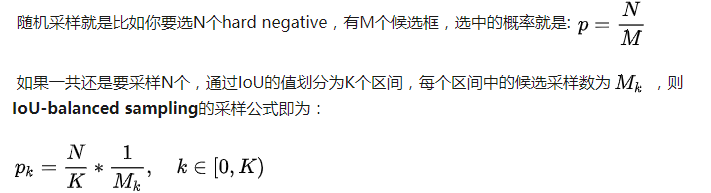 随机采样就是比如你要选N个hard negative，有M个候选框，选中的概率就是: p = N/M
如果一共还是要采样N个，通过IoU的值划分为K个区间，每个区间中的候选采样数为 M_k ，则
IoU-balanced sampling的采样公式即为：
p_k = N/K * 1/M_k, k ∈ [0, K)